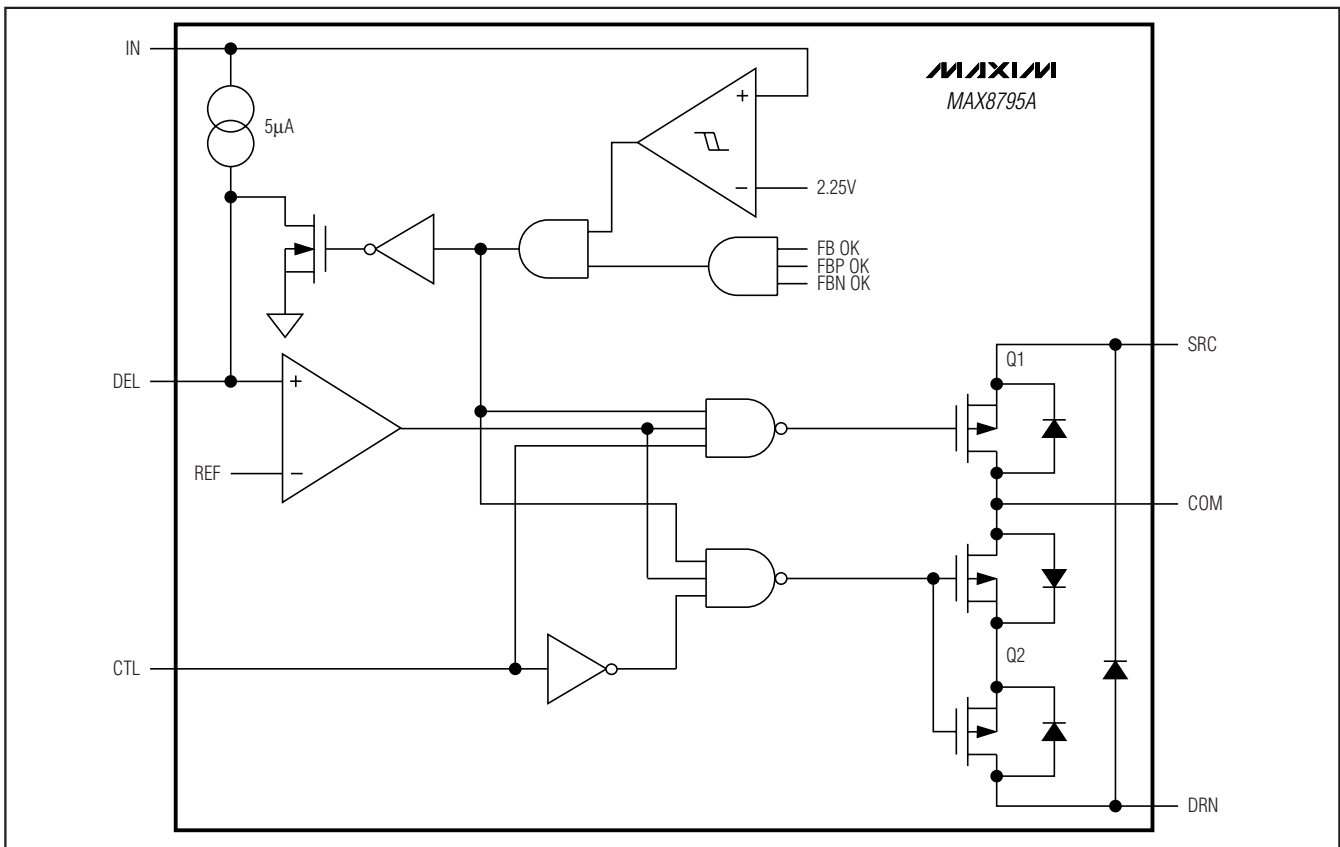 IN
MAXIM
MAX8795A
+
5µA
−
2.25V
FB OK
FBP OK
FBN OK
SRC
Q1
DEL
+
REF
−
COM
Q2
CTL
DRN